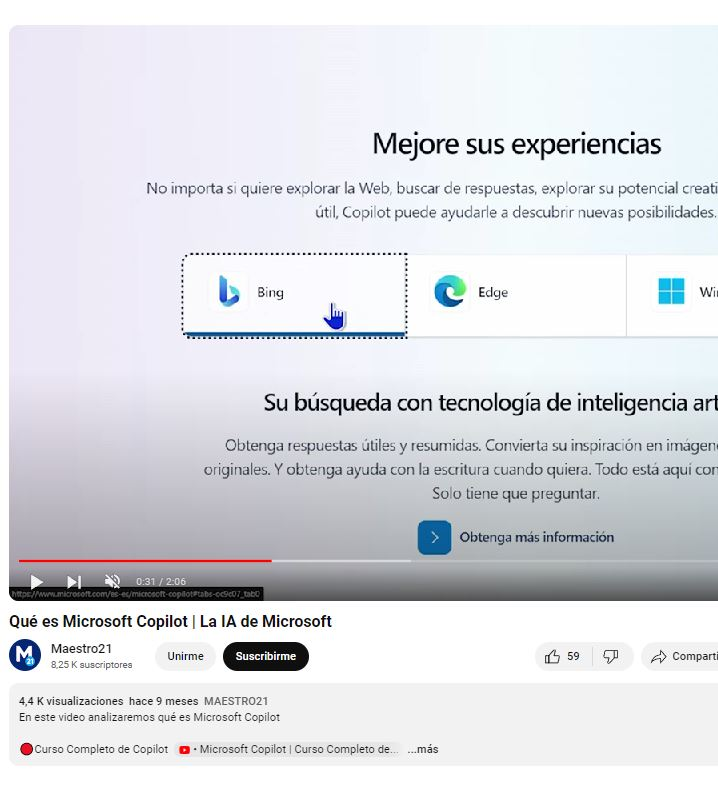 Mejore sus experiencias
No importa si quiere explorar la Web, buscar de respuestas, explorar su potencial creati
útil, Copilot puede ayudarle a descubrir nuevas posibilidades.
Bing
Edge
Wi
Su búsqueda con tecnología de inteligencia art
Obtenga respuestas útiles y resumidas. Convierta su inspiración en imágen
originales. Y obtenga ayuda con la escritura cuando quiera. Todo está aquí con
Solo tiene que preguntar.
Obtenga más información
0:31 / 2:06
Qué es Microsoft Copilot | La IA de Microsoft
M
21
Maestro21
8,25 K suscriptores
Unirme
Suscribirme
59
Comparti
4,4 K visualizaciones hace 9 meses MAESTRO21
En este video analizaremos qué es Microsoft Copilot
Curso Completo de Copilot • Microsoft Copilot | Curso Completo de... ...más